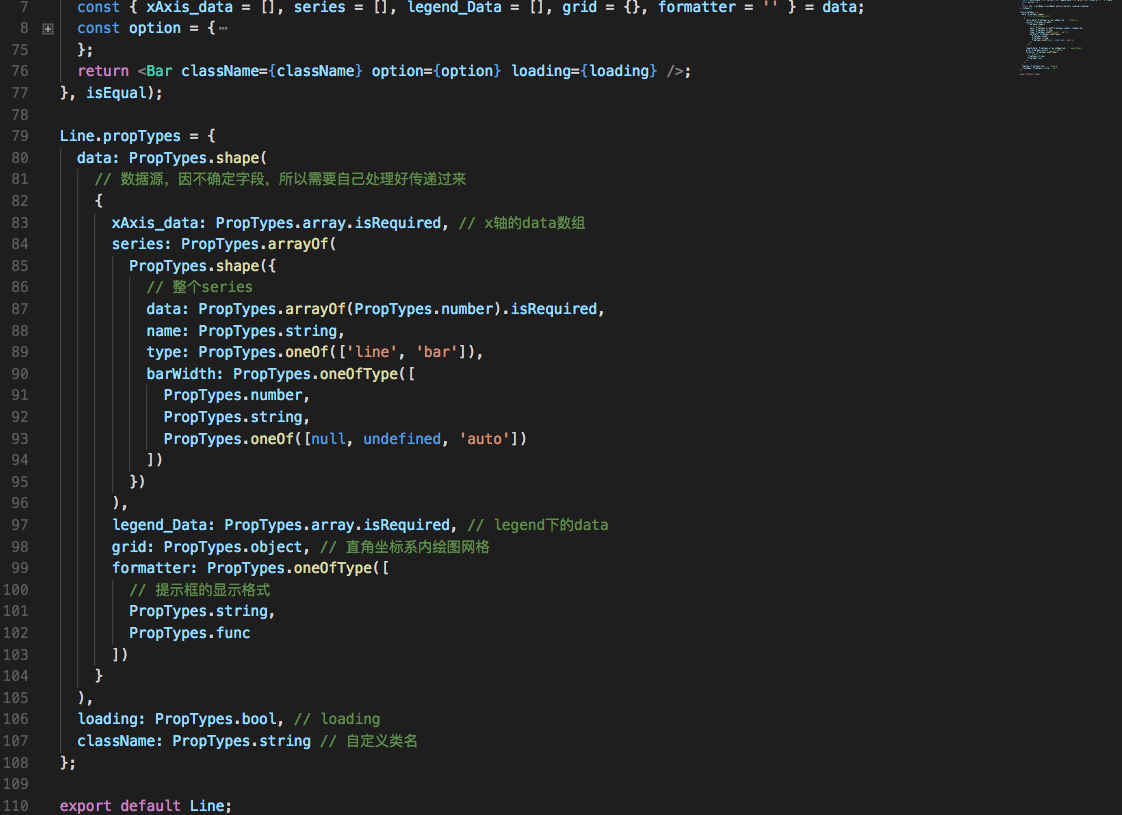 7 const { xAxis_data = [], series = [], legend_Data = [], grid = {}, formatter = '' } = data;
8 const option = {⋯
75 };
76 return <Bar className={className} option={option} loading={loading} />;
77 }, isEqual);
78
79 Line.propTypes = {
80 data: PropTypes.shape(
81 // 数据源，因不确定字段，所以需要自己处理好传递过来
82 {
83 xAxis_data: PropTypes.array.isRequired, // x轴的data数组
84 series: PropTypes.arrayOf(
85 PropTypes.shape({
86 // 整个series
87 data: PropTypes.arrayOf(PropTypes.number).isRequired,
88 name: PropTypes.string,
89 type: PropTypes.oneOf(['line', 'bar']),
90 barWidth: PropTypes.oneOfType([
91 PropTypes.number,
92 PropTypes.string,
93 PropTypes.oneOf([null, undefined, 'auto'])
94 ])
95 })
96 ),
97 legend_Data: PropTypes.array.isRequired, // legend下的data
98 grid: PropTypes.object, // 直角坐标系内绘图网格
99 formatter: PropTypes.oneOfType([
100 // 提示框的显示格式
101 PropTypes.string,
102 PropTypes.func
103 ])
104 }
105 ),
106 loading: PropTypes.bool, // loading
107 className: PropTypes.string // 自定义类名
108 };
109
110 export default Line;